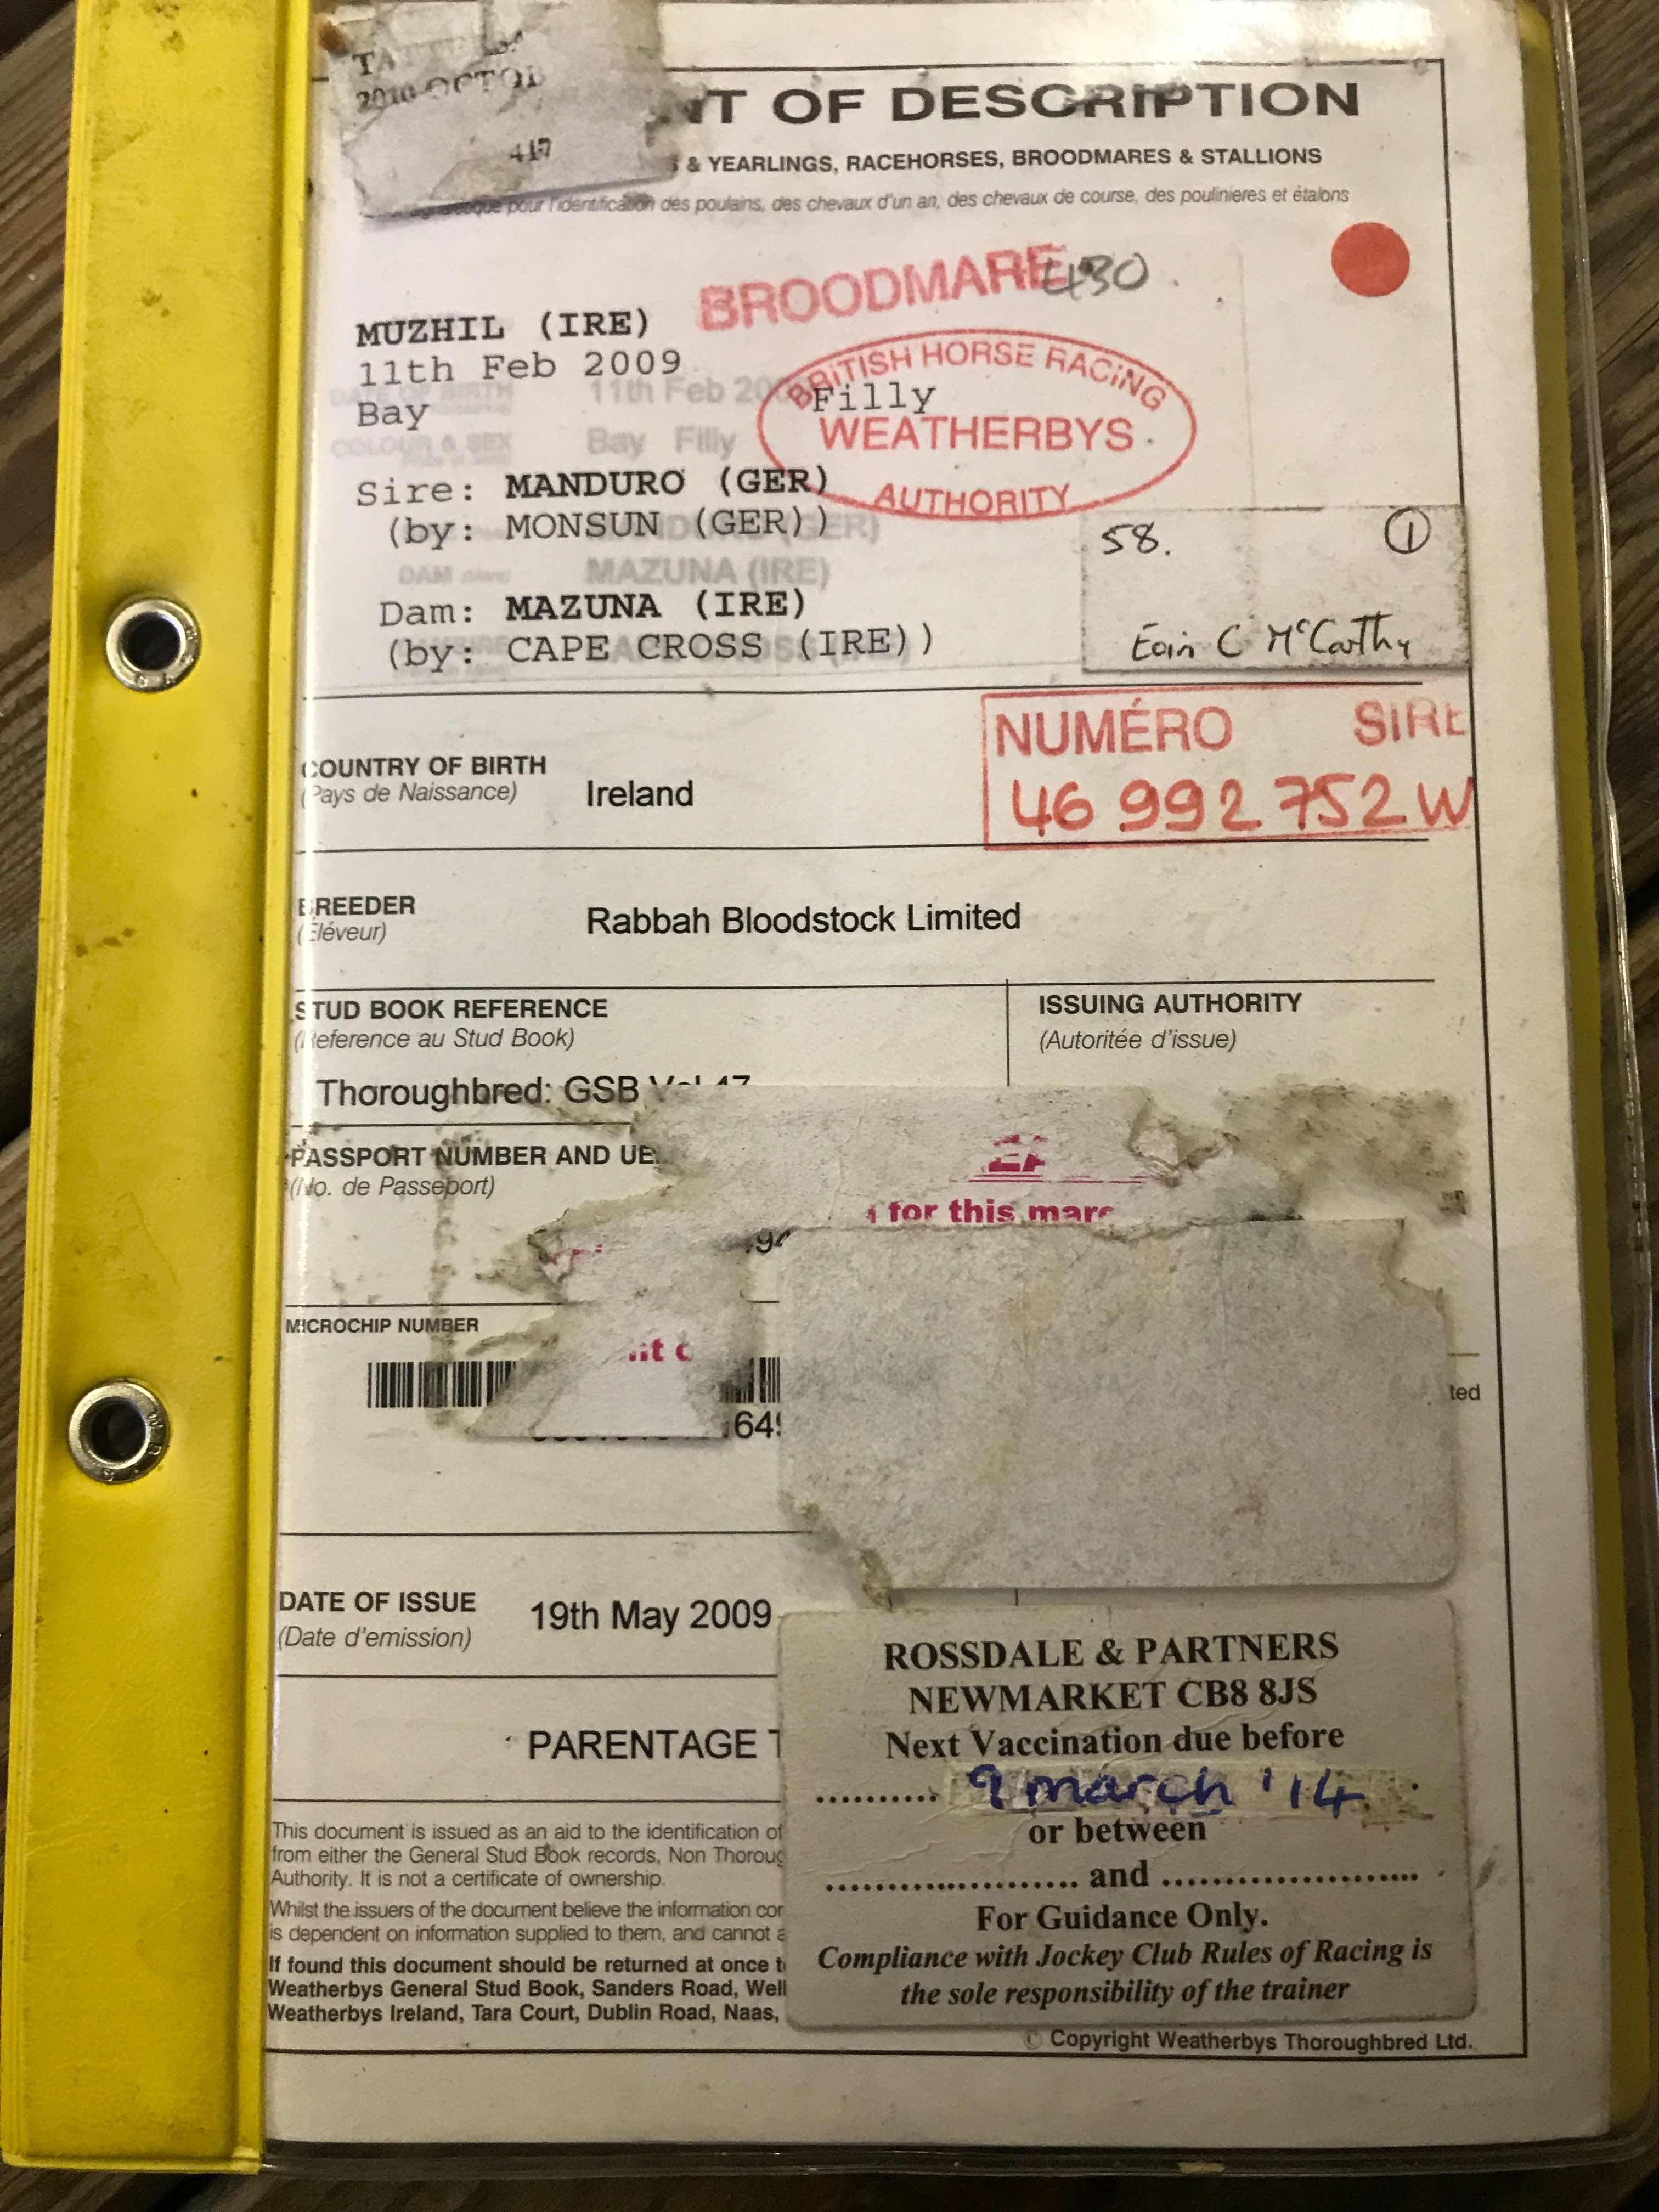 2010 OCTOB
417
NT OF DESCRIPTION
& YEARLINGS, RACEHORSES, BROODMARES & STALLIONS
pour l'identification des poulains, des chevaux d'un an, des chevaux de course, des poulinieres et étalons
BROODMARE 430
MUZHIL (IRE)
11th Feb 2009
DATE OF BIRTH 11th Feb 20
Bay Filly
COLOUR & SEX Bay Filly
BRITISH HORSE RACING
WEATHERBYS
AUTHORITY
Sire: MANDURO (GER)
(by: MONSUN (GER))
DAM MAZUNA (IRE)
Dam: MAZUNA (IRE)
(by: CAPE CROSS (IRE))
58. 1
Eoin C McCarthy
NUMÉRO SIRE
46 992 752 W
COUNTRY OF BIRTH
(Pays de Naissance)
Ireland
BREEDER
(Éléveur)
Rabbah Bloodstock Limited
STUD BOOK REFERENCE
(Reference au Stud Book)
Thoroughbred: GSB Vol 47
ISSUING AUTHORITY
(Autoritée d'issue)
PASSPORT NUMBER AND UE
(No. de Passeport)
for this mare
MICROCHIP NUMBER
649
ted
DATE OF ISSUE
(Date d'emission)
19th May 2009
PARENTAGE
This document is issued as an aid to the identification of
from either the General Stud Book records, Non Thoroug
Authority. It is not a certificate of ownership.
Whilst the issuers of the document believe the information con
is dependent on information supplied to them, and cannot a
If found this document should be returned at once t
Weatherbys General Stud Book, Sanders Road, Well
Weatherbys Ireland, Tara Court, Dublin Road, Naas,
ROSSDALE & PARTNERS
NEWMARKET CB8 8JS
Next Vaccination due before
9 march '14
or between
and
For Guidance Only.
Compliance with Jockey Club Rules of Racing is
the sole responsibility of the trainer
© Copyright Weatherbys Thoroughbred Ltd.